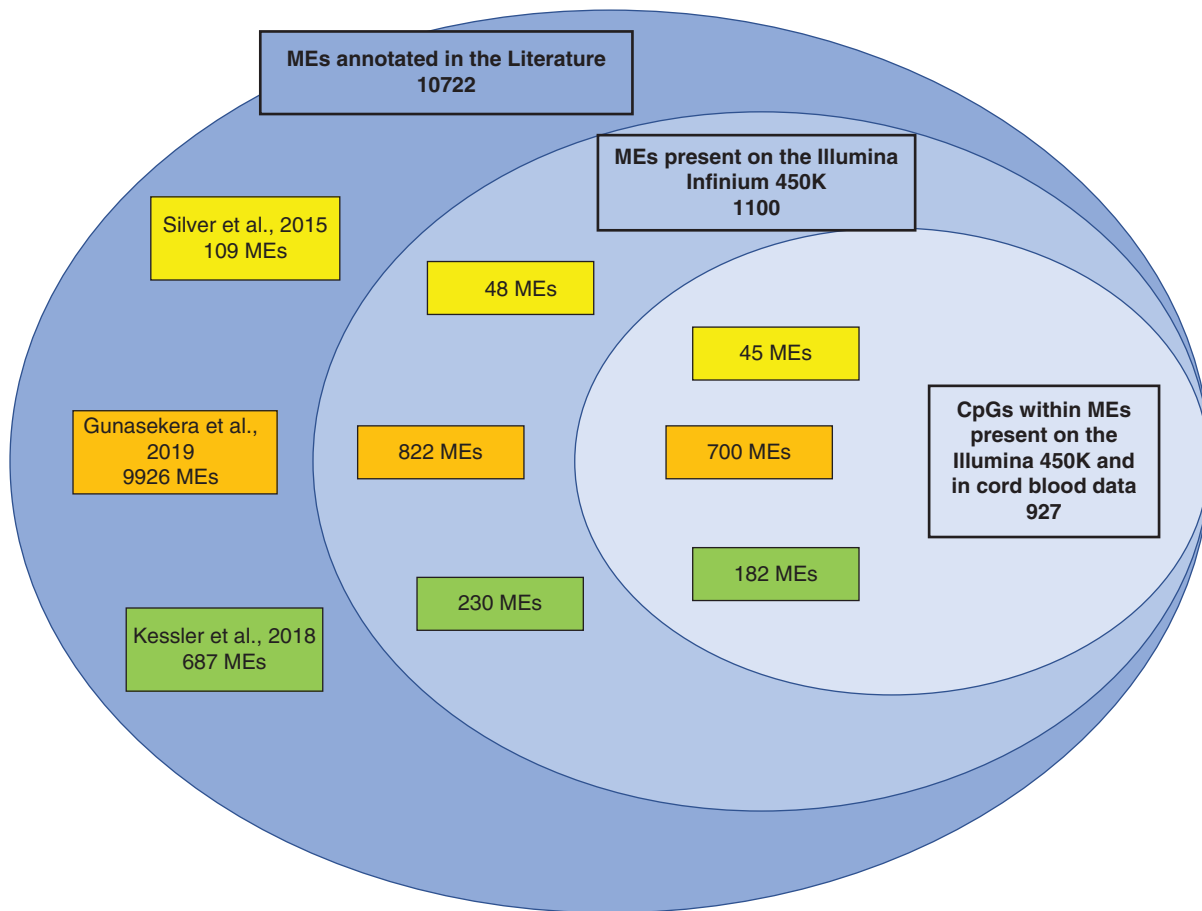 MEs annotated in the Literature
10722
MEs present on the Illumina
Infinium 450K
1100
Silver et al., 2015
109 MEs
48 MEs
45 MEs
CpGs within MEs
present on the
Illumina 450K and
in cord blood data
927
Gunasekera et al.,
2019
9926 MEs
822 MEs
700 MEs
182 MEs
230 MEs
Kessler et al., 2018
687 MEs